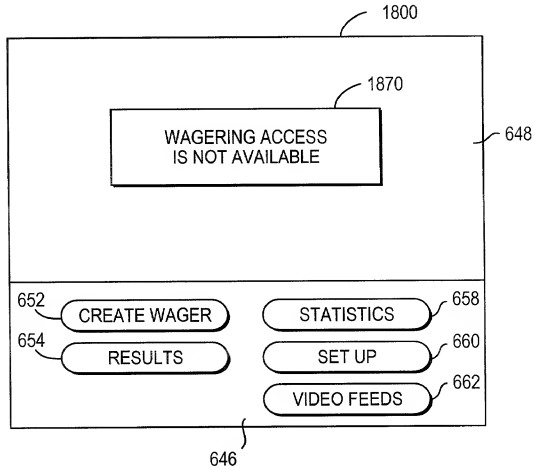 1800
1870
WAGERING ACCESS
IS NOT AVAILABLE
648
652
CREATE WAGER
STATISTICS
658
654
RESULTS
SET UP
660
VIDEO FEEDS
662
646